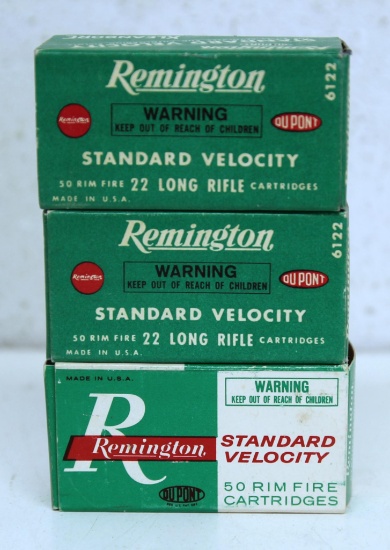 Remington
6122
Remington
WARNING
KEEP OUT OF REACH OF CHILDREN
DU PONT
STANDARD VELOCITY
50 RIM FIRE 22 LONG RIFLE CARTRIDGES
MADE IN U.S.A.
Remington
6122
Remington
WARNING
KEEP OUT OF REACH OF CHILDREN
DU PONT
STANDARD VELOCITY
50 RIM FIRE 22 LONG RIFLE CARTRIDGES
MADE IN U.S.A.
MADE IN U.S.A.
WARNING
KEEP OUT OF REACH OF CHILDREN
R
Remington
STANDARD
VELOCITY
DU PONT
50 RIM FIRE
CARTRIDGES